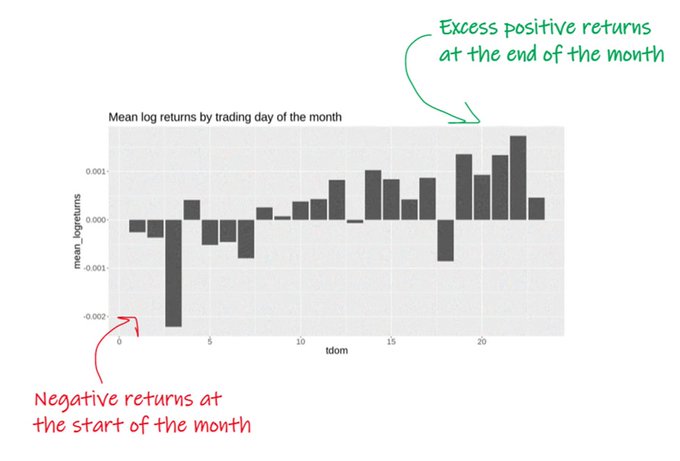 Excess positive returns
at the end of the month
Mean log returns by trading day of the month
mean_logreturns
0.001
0.000
-0.001
-0.002
0
5
10
15
20
tdom
Negative returns at
the start of the month